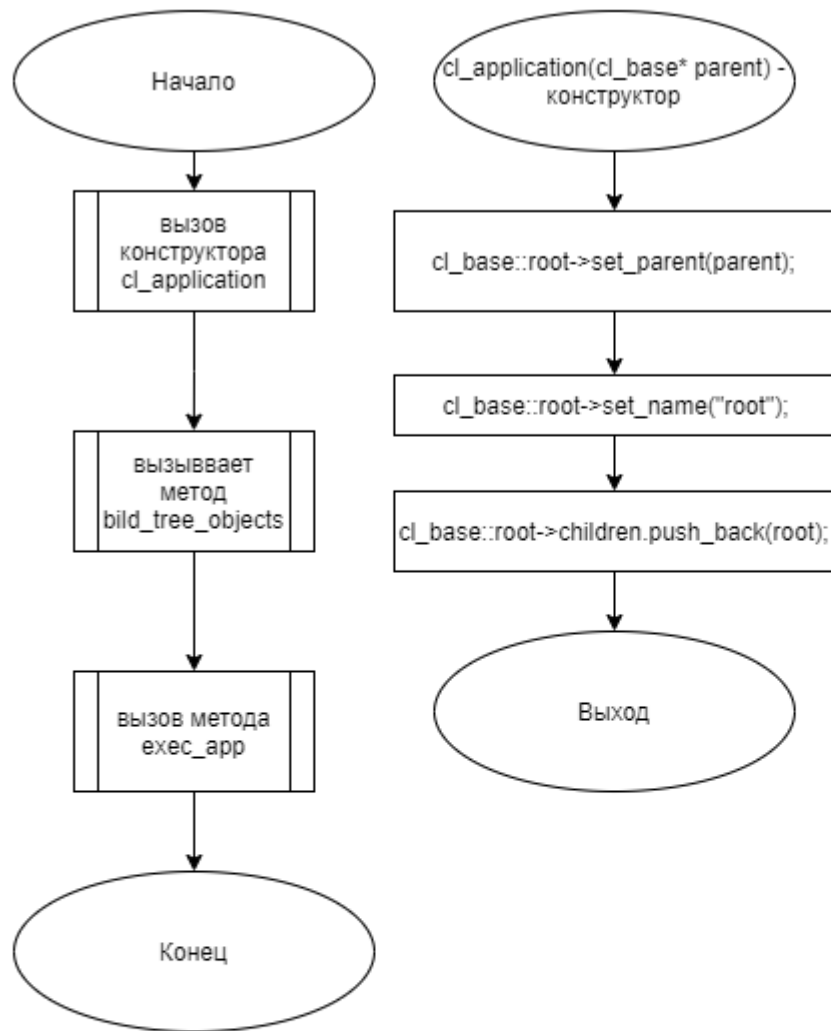 Начало
вызов
конструктора
cl_application
вызыввает
метод
bild_tree_objects
вызов метода
exec_app
Конец
cl_application(cl_base* parent) -
конструктор
cl_base::root->set_parent(parent);
cl_base::root->set_name("root");
cl_base::root->children.push_back(root);
Выход